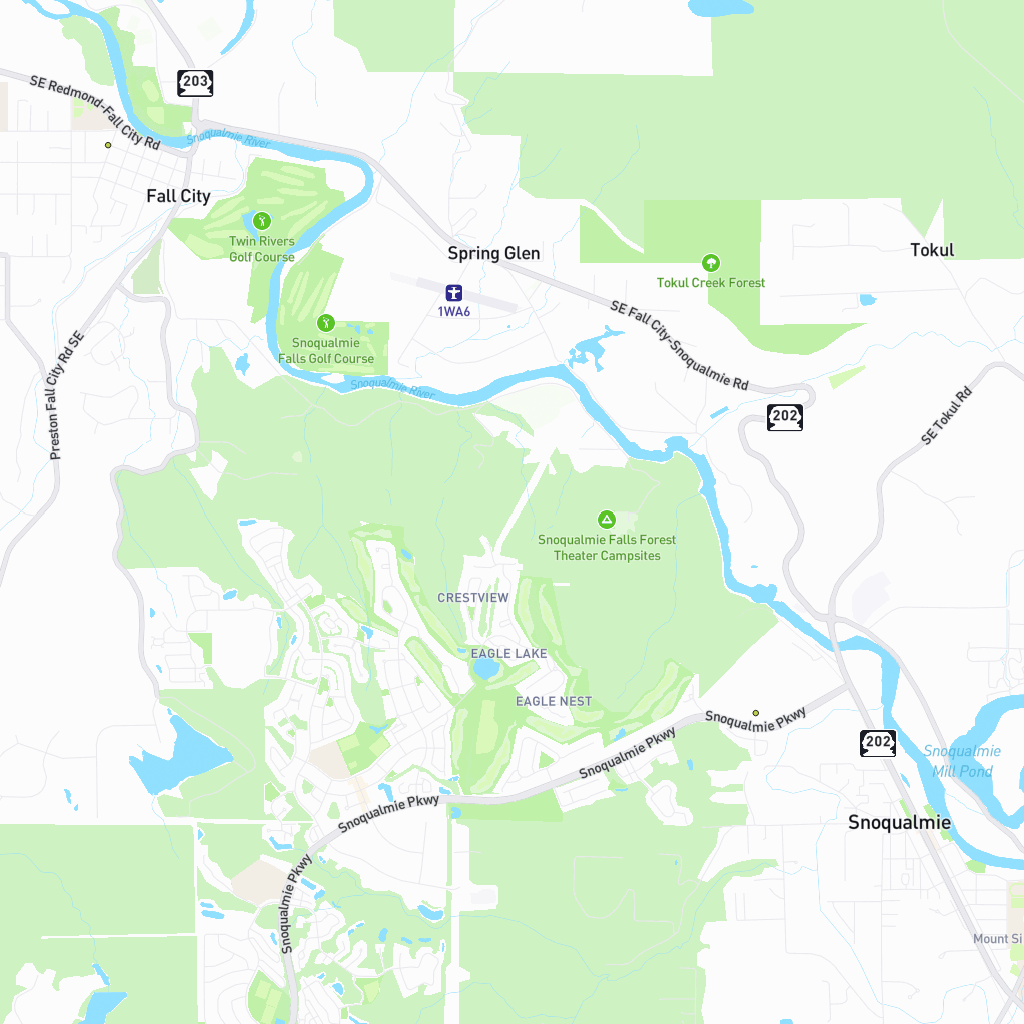 203
SE Redmond-Fall City Rd
Snoqualmie River
Fall City
Twin Rivers
Golf Course
Spring Glen
Tokul
Tokul Creek Forest
1WA6
SE Fall City-Snoqualmie Rd
Snoqualmie
Falls Golf Course
Preston Fall City Rd SE
Snoqualmie River
202
SE Tokul Rd
Snoqualmie Falls Forest
Theater Campsites
CRESTVIEW
EAGLE LAKE
EAGLE NEST
Snoqualmie Pkwy
Snoqualmie Pkwy
202
Snoqualmie
Mill Pond
Snoqualmie Pkwy
Snoqualmie
Snoqualmie Pkwy
Mount Si